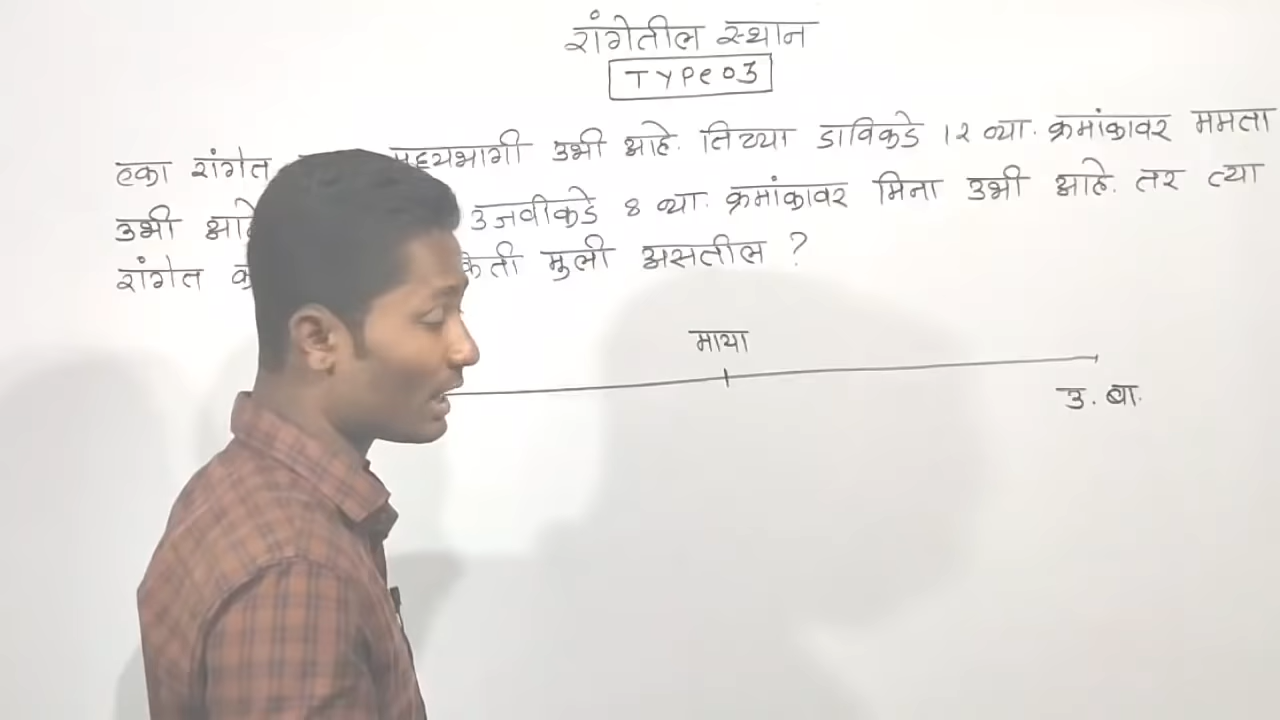 रांगेतील स्थान
TYPe 03
एका रांगेत मध्यभागी उभी आहे. तिच्या डाविकडे 12 व्या. क्रमांकावर ममता
उभी उजवीकडे 8 व्या. क्रमांकावर मिना उभी आहे. तर त्या
रांगेत किती मुली असतील ?
माया
उ. बा.